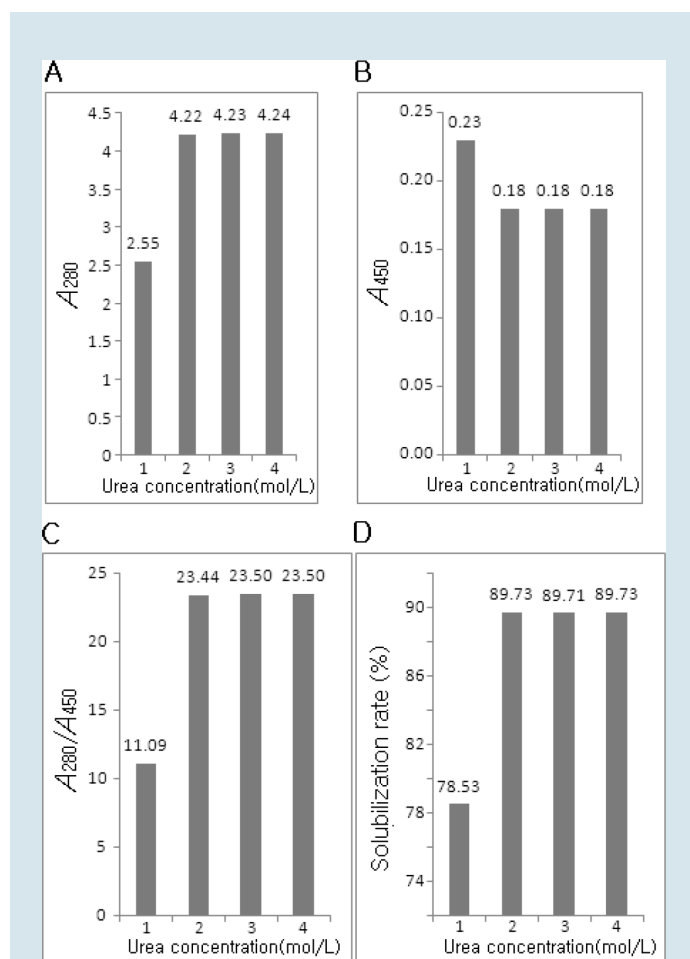 A
4.5
4
3.5
3
2.5
2
1.5
1
0.5
0
2.55
4.22
4.23
4.24
A280
1 2 3 4
Urea concentration(mol/L)
B
0.25
0.20
0.15
0.10
0.05
0.00
0.23
0.18
0.18
0.18
A450
1 2 3 4
Urea concentration(mol/L)
C
25
20
15
10
5
0
11.09
23.44
23.50
23.50
A280/A450
1 2 3 4
Urea concentration(mol/L)
D
90
86
82
78
74
78.53
89.73
89.71
89.73
Solubilization rate (%)
1 2 3 4
Urea concentration(mol/L)